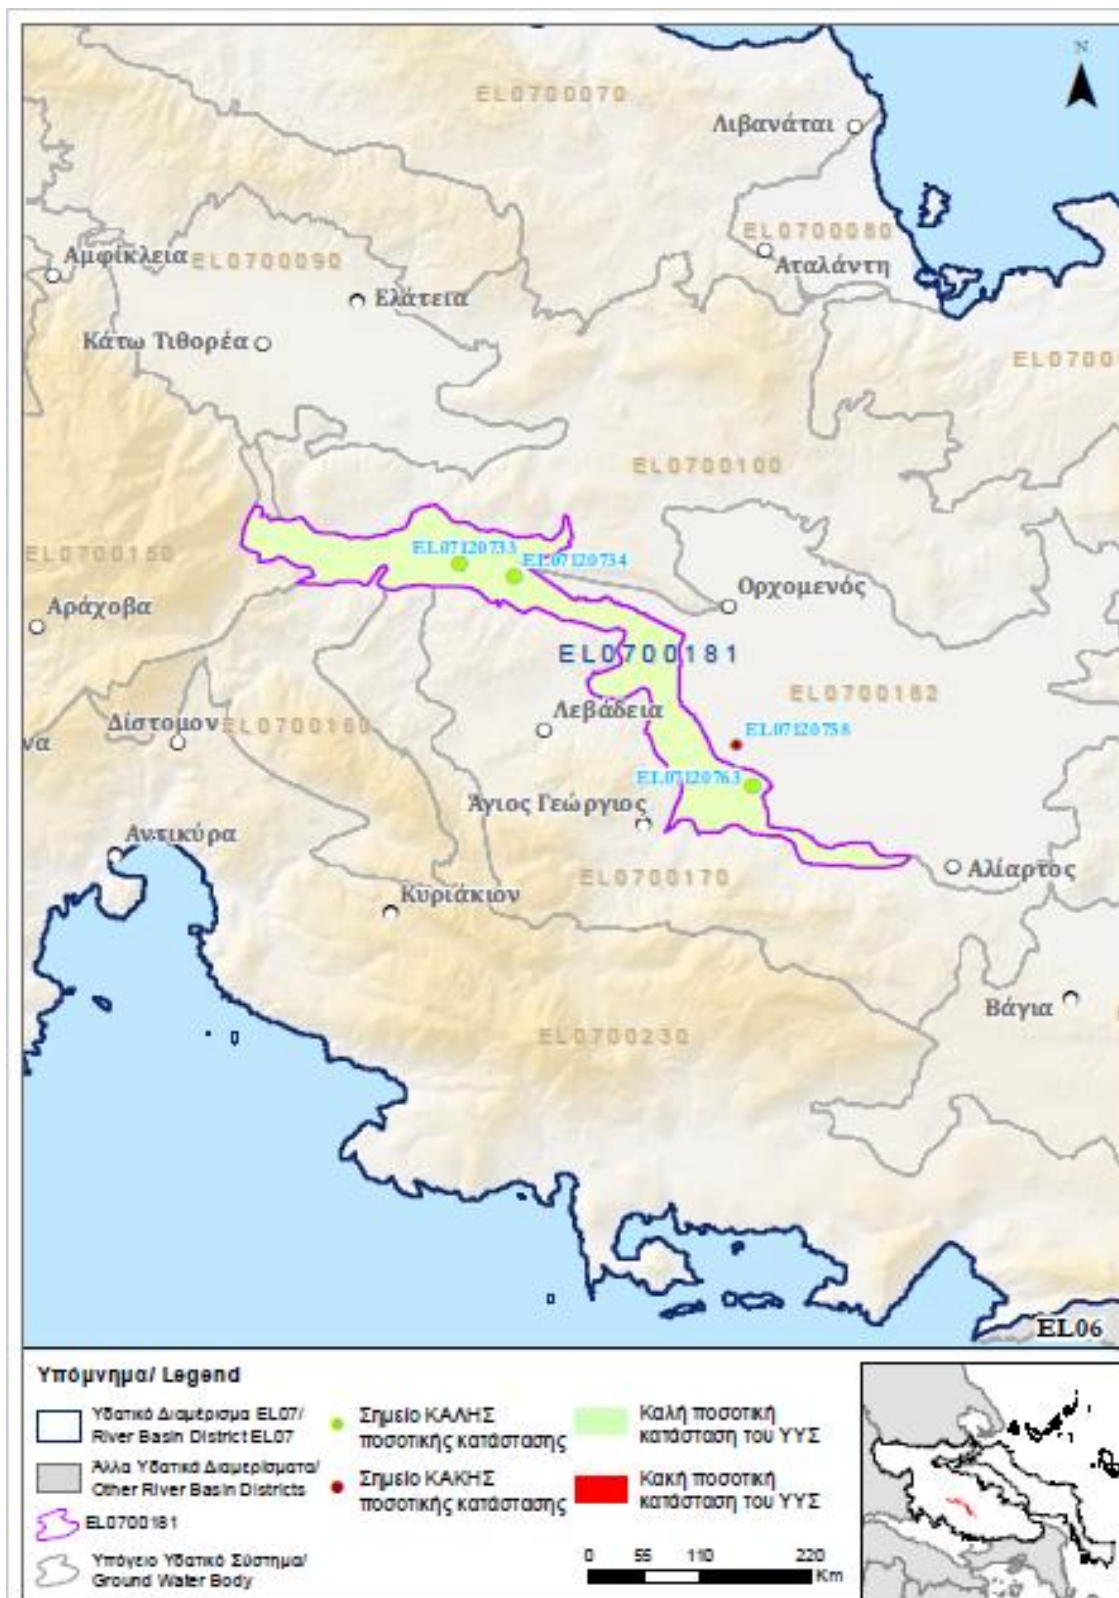 N
EL0700070
Λιβανάται
EL0700080
Αταλάντη
Αμφίκλεια
EL0700090
Ελάτεια
Κάτω Τιθορέα
EL0700
EL0700100
EL07120733
EL07120734
EL0700150
Ορχομενός
Αράχοβα
EL0700181
EL0700182
Λεβάδεια
Δίστομον
EL0700160
EL07120758
να
EL07120763
Άγιος Γεώργιος
Αντικύρα
Αλίαρτος
EL0700170
Κυριάκιον
Βάγια
EL0700230
EL06
Υπόμνημα/ Legend
Υδατικό Διαμέρισμα EL07/
River Basin District EL07
Άλλα Υδατικά Διαμερίσματα/
Other River Basin Districts
EL0700181
Υπόγειο Υδατικό Σύστημα/
Ground Water Body
Σημείο ΚΑΛΗΣ
ποσοτικής κατάστασης
Σημείο ΚΑΚΗΣ
ποσοτικής κατάστασης
Καλή ποσοτική
κατάσταση του ΥΥΣ
Κακή ποσοτική
κατάσταση του ΥΥΣ
0 55 110 220
Km